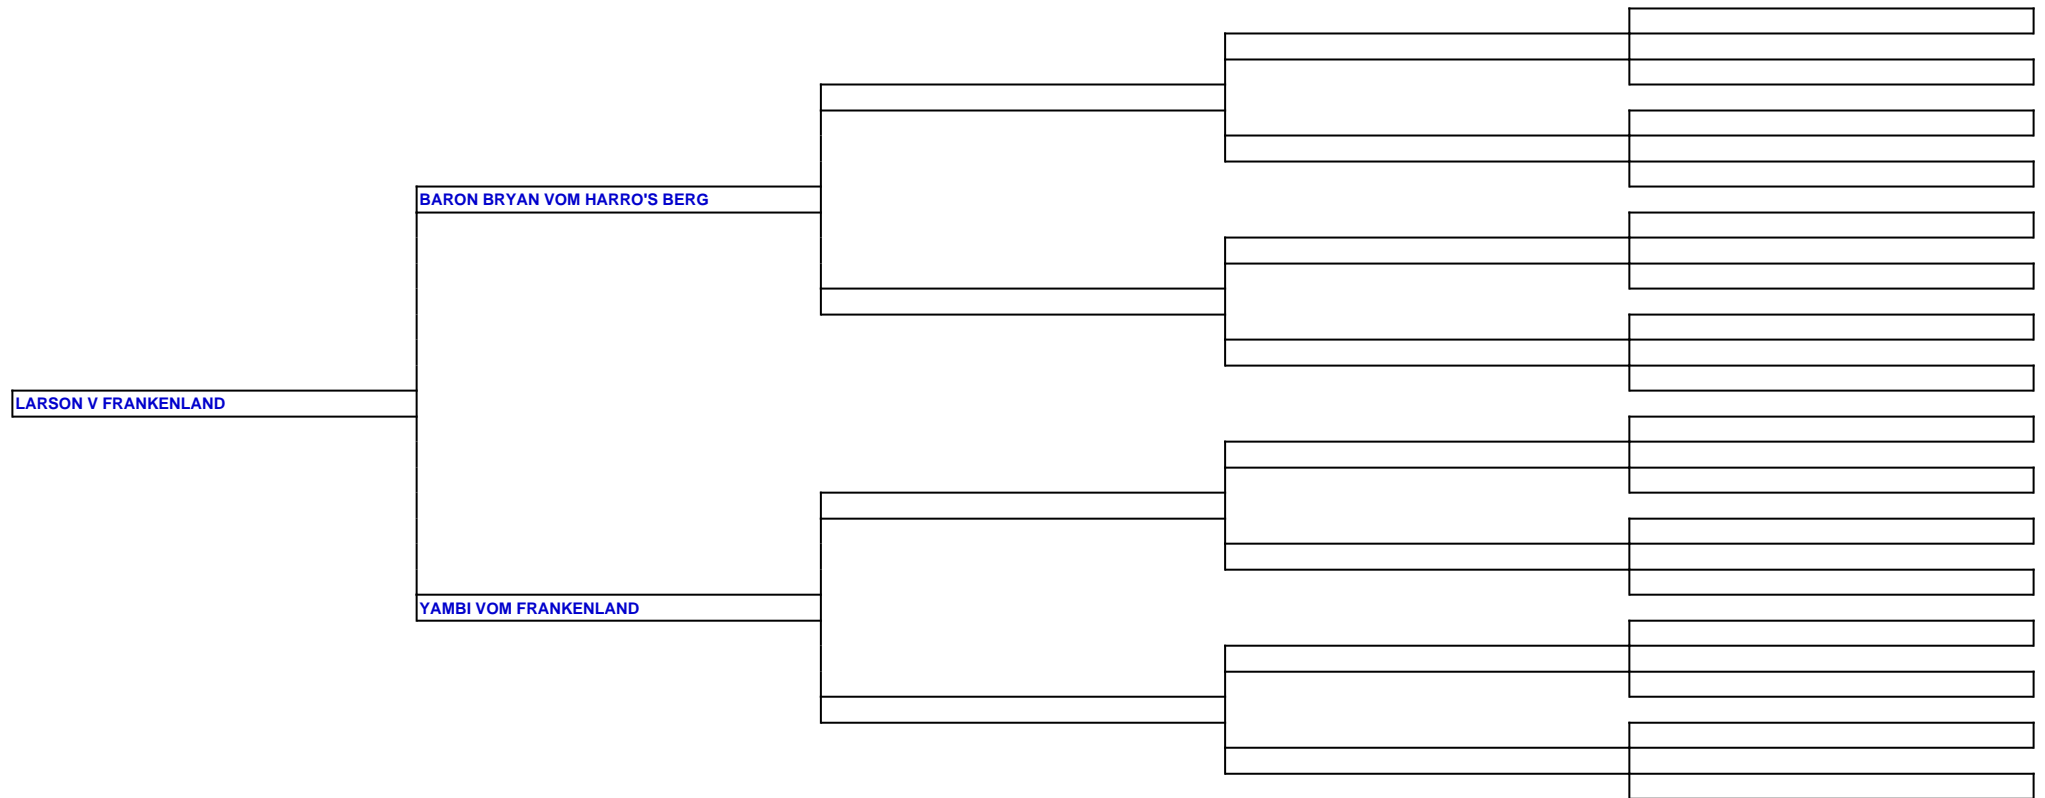 BARON BRYAN VOM HARRO'S BERG
LARSON V FRANKENLAND
YAMBI VOM FRANKENLAND